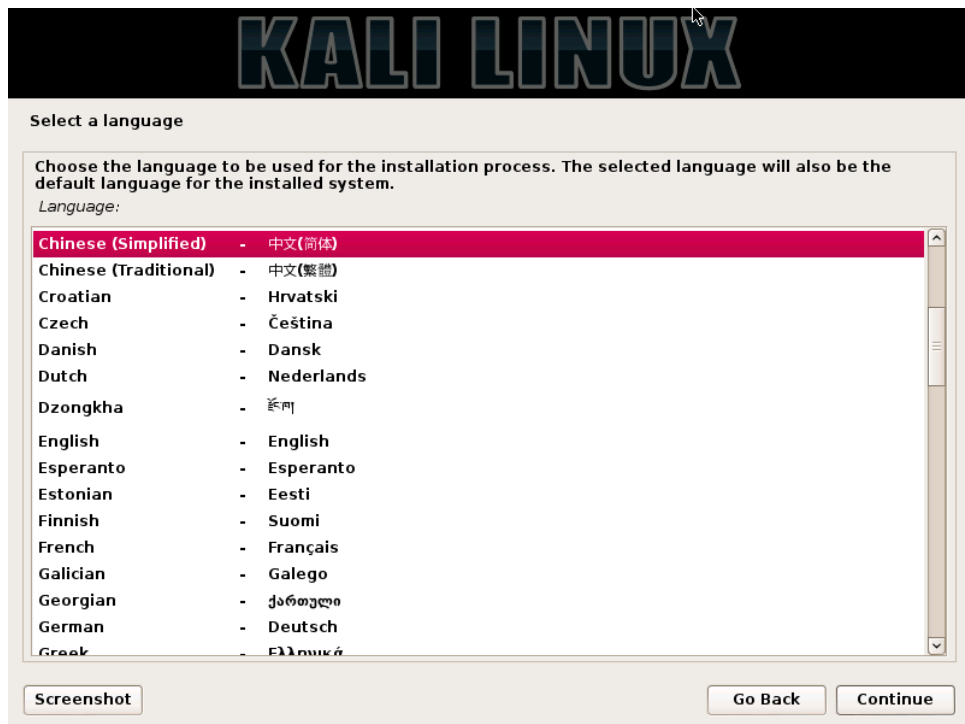 KALI LINUX
Select a language
Choose the language to be used for the installation process. The selected language will also be the
default language for the installed system.
Language:
Chinese (Simplified) - 中文(简体)
Chinese (Traditional) - 中文(繁體)
Croatian - Hrvatski
Czech - Čeština
Danish - Dansk
Dutch - Nederlands
Dzongkha - རྫོང་ཁ།
English - English
Esperanto - Esperanto
Estonian - Eesti
Finnish - Suomi
French - Français
Galician - Galego
Georgian - ქართული
German - Deutsch
Greek - Ελληνικά
Screenshot Go Back Continue